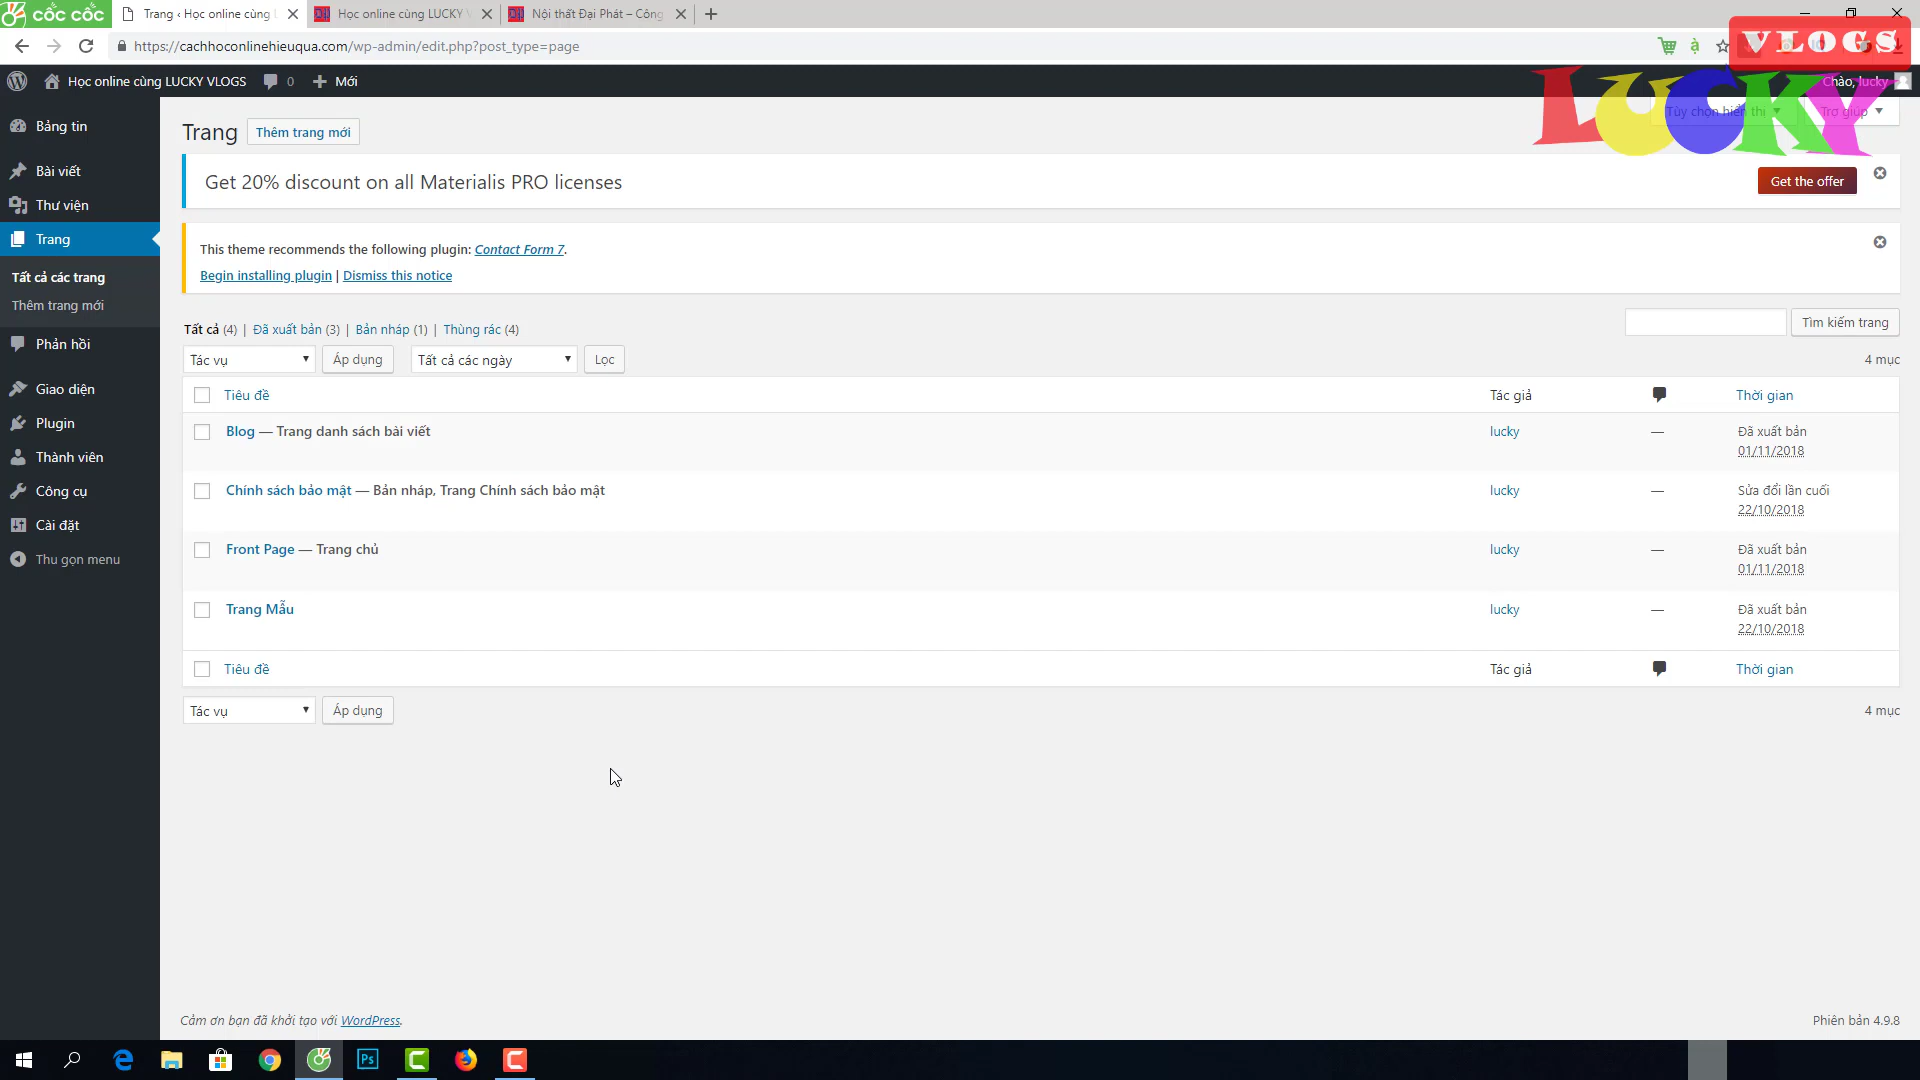 cốc cốc
Trang ‹ Học online cùng
Học online cùng LUCKY
Nội thất Đại Phát – Công
https://cachhoconlinehieuqua.com/wp-admin/edit.php?post_type=page
VLOGS
LUCKY
Học online cùng LUCKY VLOGS
0
Mới
Chào, lucky
Tùy chọn hiển thị
Trợ giúp
Bảng tin
Bài viết
Thư viện
Trang
Tất cả các trang
Thêm trang mới
Phản hồi
Giao diện
Plugin
Thành viên
Công cụ
Cài đặt
Thu gọn menu
Trang
Thêm trang mới
Get 20% discount on all Materialis PRO licenses
Get the offer
This theme recommends the following plugin: Contact Form 7.
Begin installing plugin | Dismiss this notice
Tất cả (4) | Đã xuất bản (3) | Bản nháp (1) | Thùng rác (4)
Tìm kiếm trang
Tác vụ
Áp dụng
Tất cả các ngày
Lọc
4 mục
Tiêu đề
Tác giả
Thời gian
Blog — Trang danh sách bài viết
lucky
—
Đã xuất bản
01/11/2018
Chính sách bảo mật — Bản nháp, Trang Chính sách bảo mật
lucky
—
Sửa đổi lần cuối
22/10/2018
Front Page — Trang chủ
lucky
—
Đã xuất bản
01/11/2018
Trang Mẫu
lucky
—
Đã xuất bản
22/10/2018
Tiêu đề
Tác giả
Thời gian
Tác vụ
Áp dụng
4 mục
Cảm ơn bạn đã khởi tạo với WordPress.
Phiên bản 4.9.8
Ps